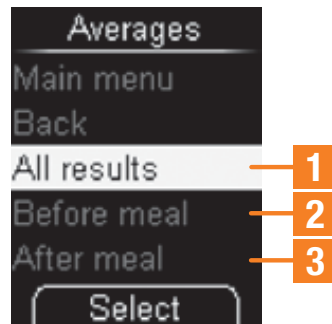 Averages
Main menu
Back
All results 1
Before meal 2
After meal 3
Select